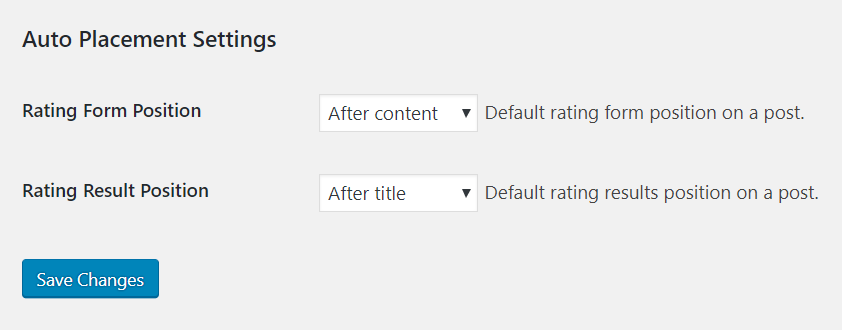 Auto Placement Settings
Rating Form Position After content Default rating form position on a post.
Rating Result Position After title Default rating results position on a post.
Save Changes